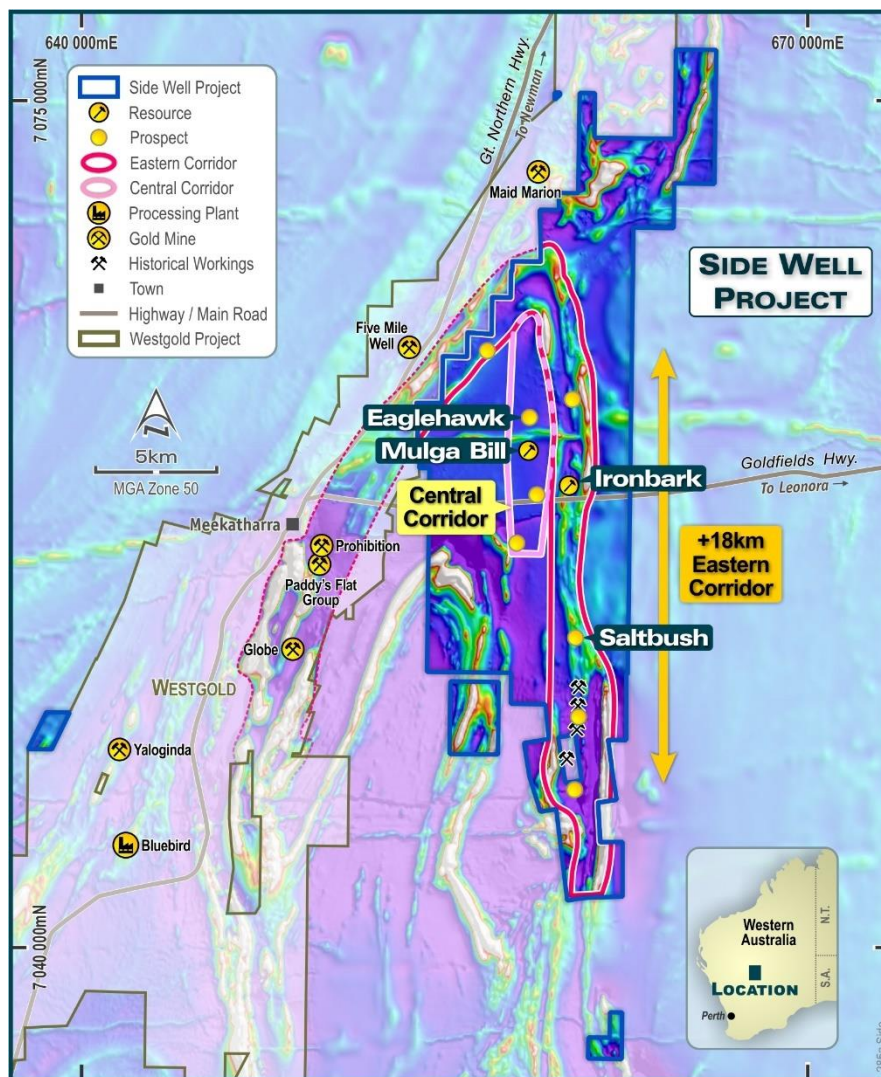 640 000mE
670 000mE
7 075 000mN
Side Well Project
Resource
Prospect
Eastern Corridor
Central Corridor
Processing Plant
Gold Mine
Historical Workings
Town
Highway / Main Road
Westgold Project
Gt. Northern Hwy.
To Newman
Maid Marion
SIDE WELL
PROJECT
N
5km
MGA Zone 50
Five Mile
Well
Eaglehawk
Mulga Bill
Ironbark
Goldfields Hwy.
To Leonora
Central
Corridor
Meekatharra
Prohibition
Paddy's Flat
Group
+18km
Eastern
Corridor
Globe
Saltbush
WESTGOLD
Yaloginda
Bluebird
7 040 000mN
Western
Australia
N.T.
S.A.
LOCATION
Perth